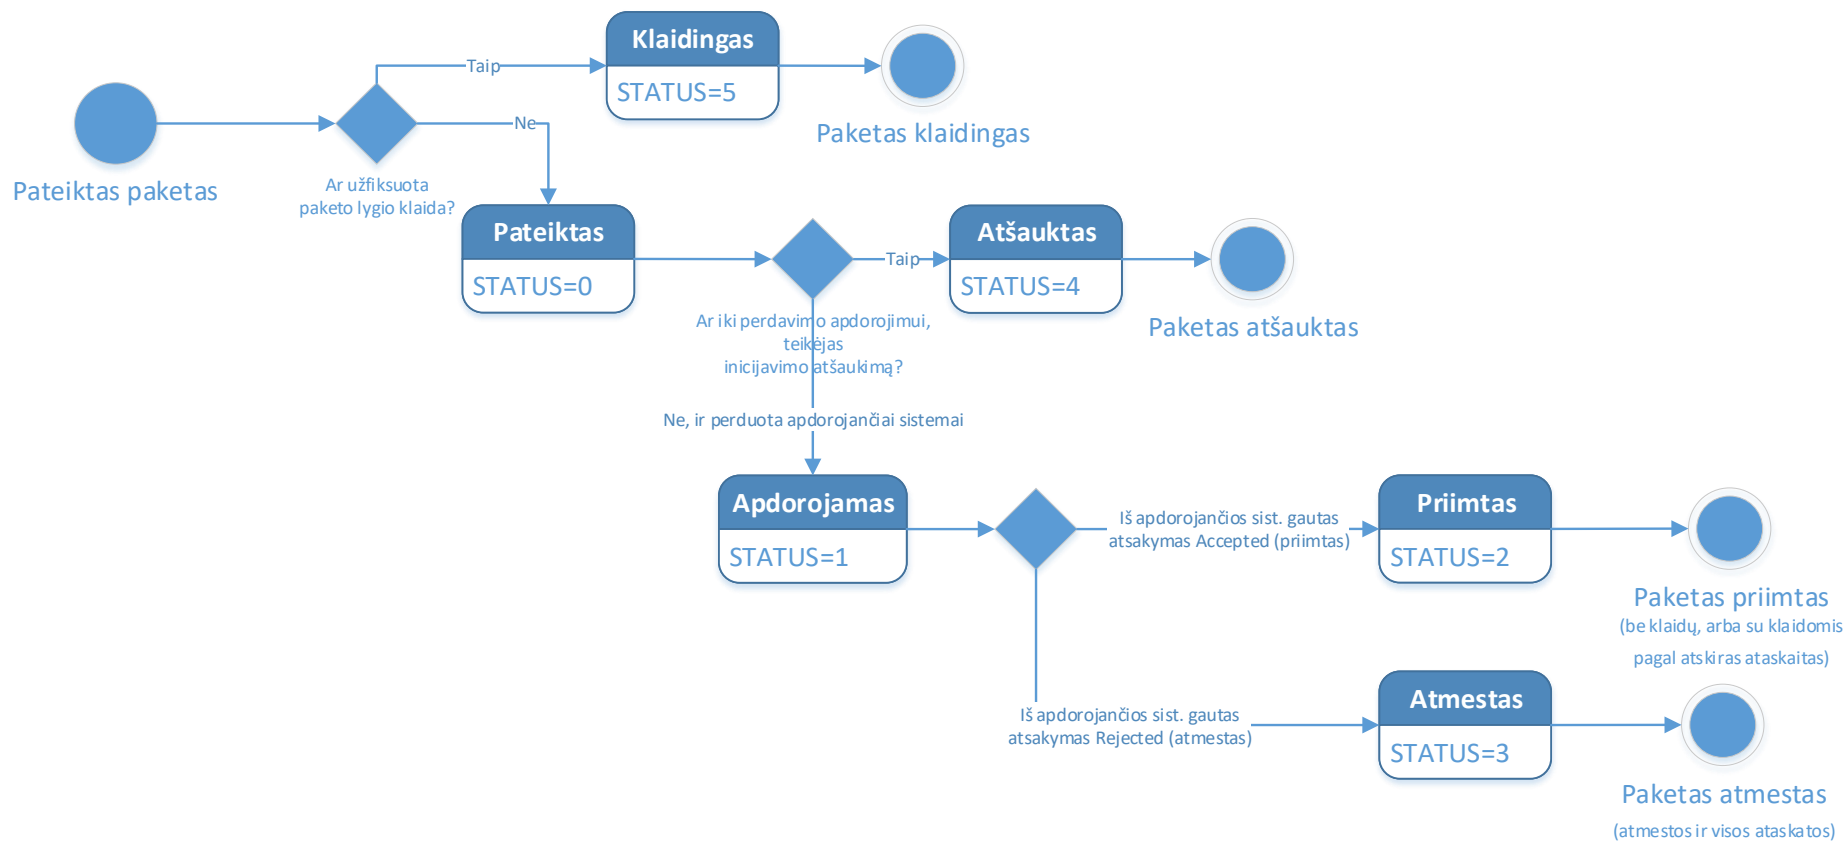 Klaidingas
STATUS=5
Taip
Ne
Pateiktas paketas
Ar užfiksuota
paketo lygio klaida?
Paketas klaidingas
Pateiktas
STATUS=0
Taip
Atšauktas
STATUS=4
Paketas atšauktas
Ar iki perdavimo apdorojimui,
teikėjas
inicijavimo atšaukimą?
Ne, ir perduota apdorojančiai sistemai
Apdorojamas
STATUS=1
Iš apdorojančios sist. gautas
atsakymas Accepted (priimtas)
Priimtas
STATUS=2
Paketas priimtas
(be klaidų, arba su klaidomis
pagal atskiras ataskaitas)
Iš apdorojančios sist. gautas
atsakymas Rejected (atmestas)
Atmestas
STATUS=3
Paketas atmestas
(atmestos ir visos ataskatos)